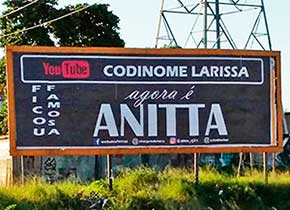 YouTube CODINOME LARISSA
FICOU
FAMOSA
agora é
ANITTA